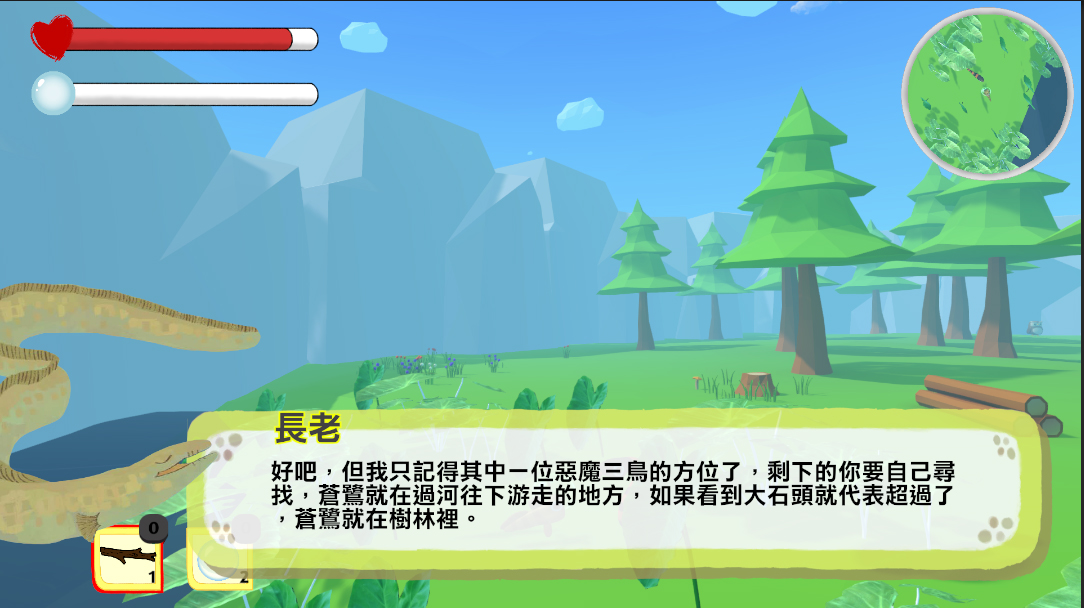 長老
好吧，但我只記得其中一位惡魔三鳥的方位了，剩下的你要自己尋
找，蒼鷺就在過河往下游走的地方，如果看到大石頭就代表超過了
，蒼鷺就在樹林裡。
0
1
2